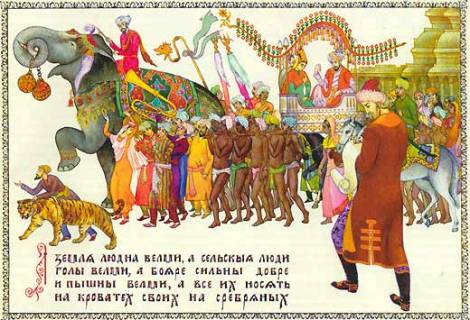 ЗЕМЛЯ ЛЮДНА ВЕЛМИ, А СЕЛЬСКЫЯ ЛЮДИ
ГОЛЫ ВЕЛМИ, А БОЯРЕ СИЛЬНЫ ДОБРЕ
И ПЫШНЫ ВЕЛМИ, А ВСЕ ИХ НОСЯТЬ
НА КРОВАТЕХ СВОИХ НА СРЕБРЯНЫХ